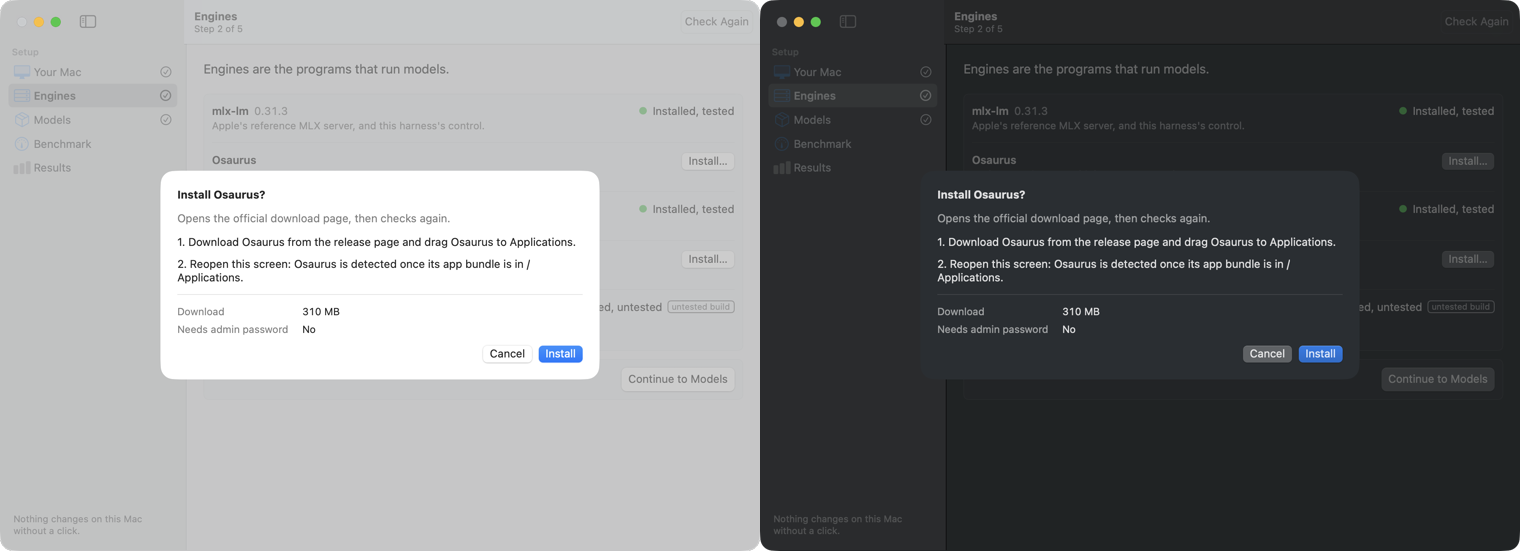 Engines
Step 2 of 5
Check Again
Setup
Your Mac
Engines
Models
Benchmark
Results
Engines are the programs that run models.
mlx-lm 0.31.3
Installed, tested
Apple's reference MLX server, and this harness's control.
Osaurus
Install...
Installed, tested
Install...
ed, untested untested build
Continue to Models
Install Osaurus?
Opens the official download page, then checks again.
1. Download Osaurus from the release page and drag Osaurus to Applications.
2. Reopen this screen: Osaurus is detected once its app bundle is in /
Applications.
Download 310 MB
Needs admin password No
Cancel
Install
Nothing changes on this Mac
without a click.
Engines
Step 2 of 5
Check Again
Setup
Your Mac
Engines
Models
Benchmark
Results
Engines are the programs that run models.
mlx-lm 0.31.3
Installed, tested
Apple's reference MLX server, and this harness's control.
Osaurus
Install...
Installed, tested
Install...
ed, untested untested build
Continue to Models
Install Osaurus?
Opens the official download page, then checks again.
1. Download Osaurus from the release page and drag Osaurus to Applications.
2. Reopen this screen: Osaurus is detected once its app bundle is in /
Applications.
Download 310 MB
Needs admin password No
Cancel
Install
Nothing changes on this Mac
without a click.